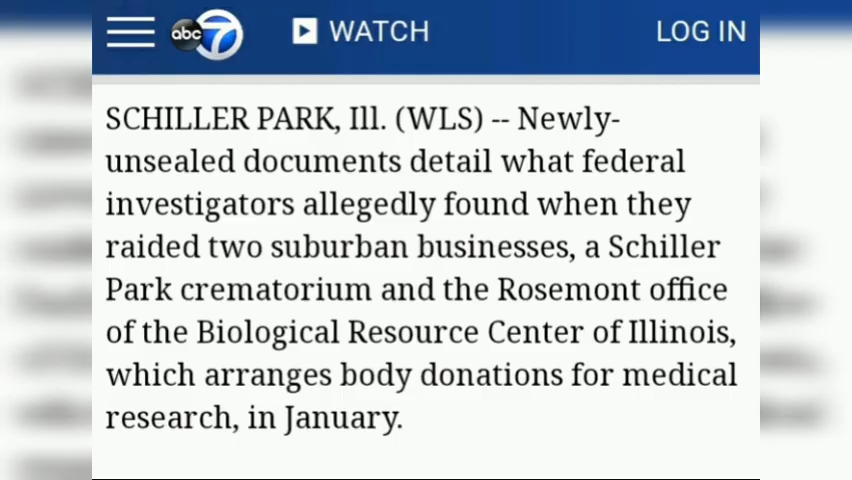 abc 7 WATCH LOG IN
SCHILLER PARK, Ill. (WLS) -- Newly-
unsealed documents detail what federal
investigators allegedly found when they
raided two suburban businesses, a Schiller
Park crematorium and the Rosemont office
of the Biological Resource Center of Illinois,
which arranges body donations for medical
research, in January.